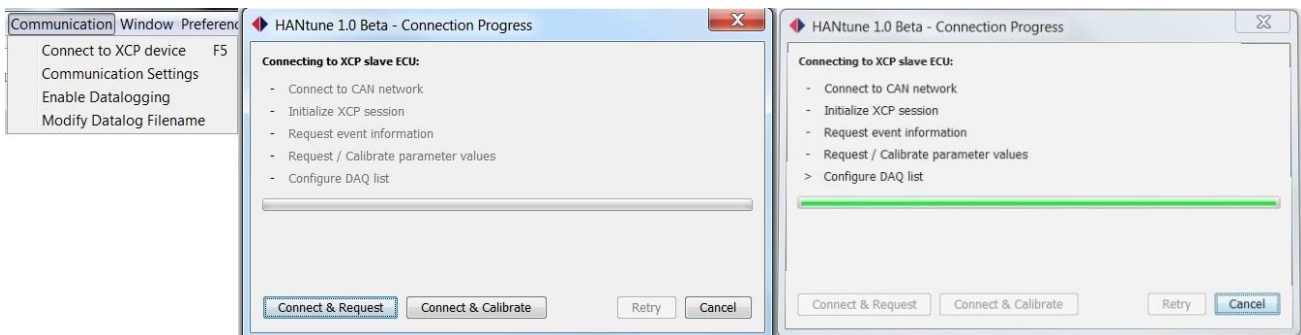 Communication Window Preferenc
Connect to XCP device F5
Communication Settings
Enable Datalogging
Modify Datalog Filename
HANtune 1.0 Beta - Connection Progress
X
Connecting to XCP slave ECU:
- Connect to CAN network
- Initialize XCP session
- Request event information
- Request / Calibrate parameter values
- Configure DAQ list
Connect & Request Connect & Calibrate Retry Cancel
HANtune 1.0 Beta - Connection Progress
X
Connecting to XCP slave ECU:
- Connect to CAN network
- Initialize XCP session
- Request event information
- Request / Calibrate parameter values
> Configure DAQ list
Connect & Request Connect & Calibrate Retry Cancel